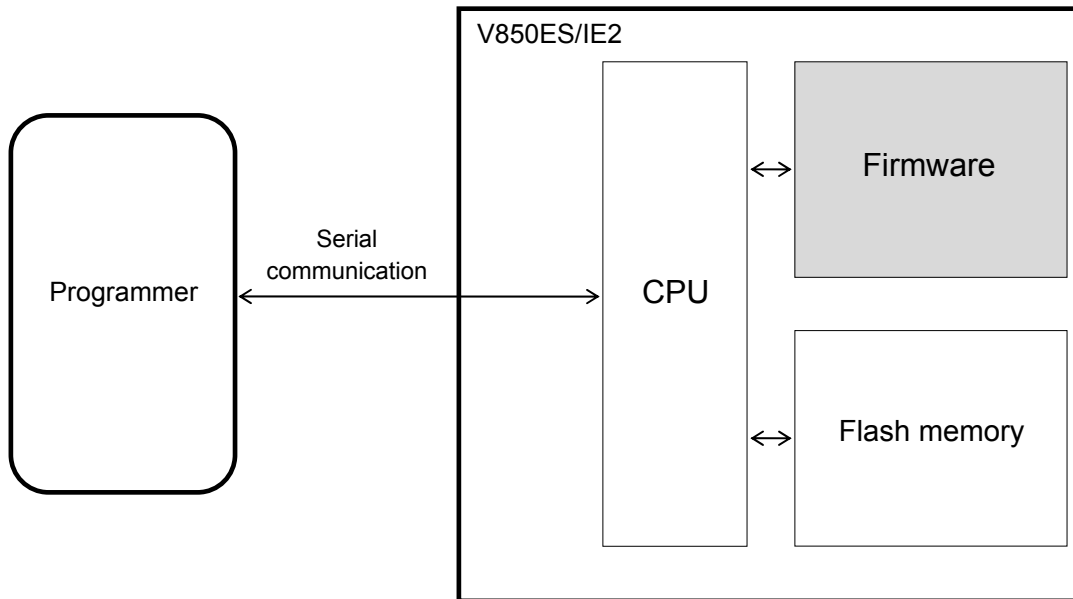 V850ES/IE2
Firmware
Serial
communication
Programmer
CPU
Flash memory